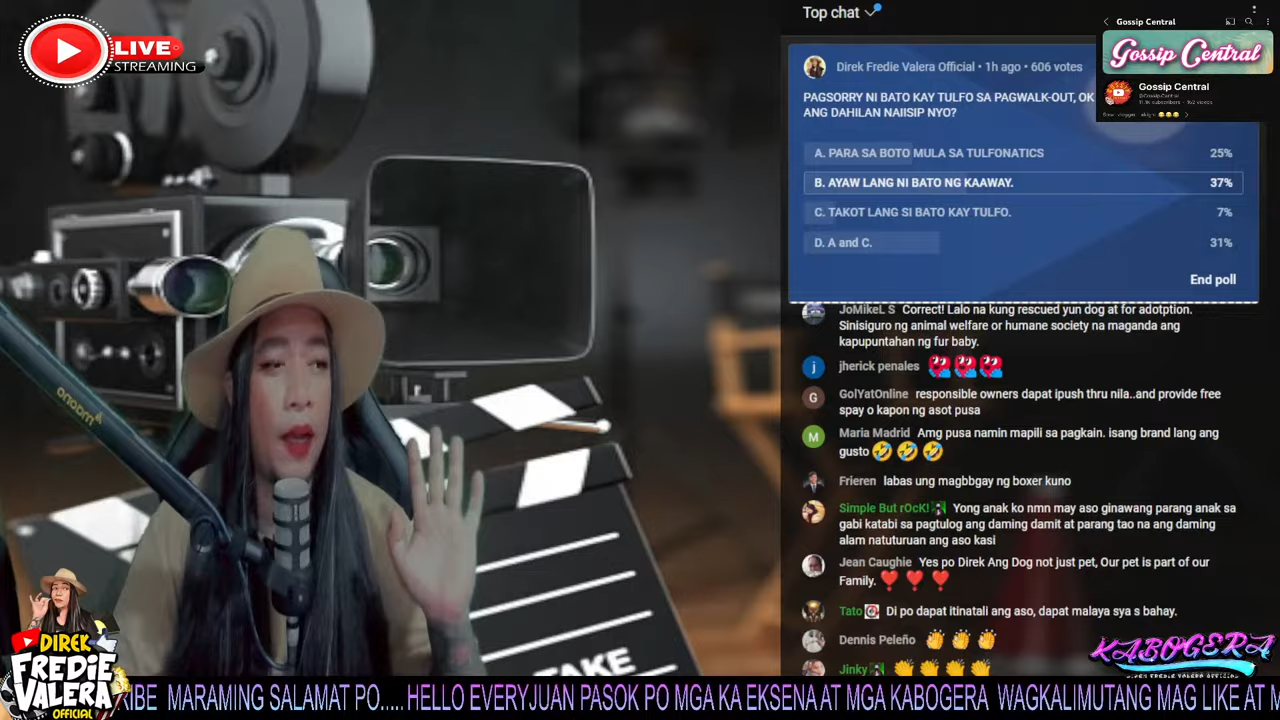 LIVE
STREAMING
Top chat
Gossip Central
Gossip Central
Gossip Central
Direk Fredie Valera Official • 1h ago • 606 votes
PAGSORRY NI BATO KAY TULFO SA PAGWALK-OUT, OK
ANG DAHILAN NAIISIP NYO?
A. PARA SA BOTO MULA SA TULFONATICS 25%
B. AYAW LANG NI BATO NG KAAWAY. 37%
C. TAKOT LANG SI BATO KAY TULFO. 7%
D. A and C. 31%
End poll
JoMikeL S Correct! Lalo na kung rescued yun dog at for adotption.
Sinisiguro ng animal welfare or humane society na maganda ang
kapupuntahan ng fur baby.
jherick penales
GolYatOnline responsible owners dapat ipush thru nila..and provide free
spay o kapon ng asot pusa
Maria Madrid Amg pusa namin mapili sa pagkain. isang brand lang ang
gusto 🤣🤣🤣
Frieren labas ung magbbgay ng boxer kuno
Simple But rOcK! Yong anak ko nmn may aso ginawang parang anak sa
gabi katabi sa pagtulog ang daming damit at parang tao na ang daming
alam natuturuan ang aso kasi
Jean Caughie Yes po Direk Ang Dog not just pet, Our pet is part of our
Family. ❣❣❣
Tato Di po dapat itinatali ang aso, dapat malaya sya s bahay.
Dennis Peleño 👏👏👏
Jinky 👏👏👏👏
maono
TAKE
DIREK
FREDIE
VALERA
OFFICIAL
KABOGERA
DIREK FREDIE VALERA OFFICIAL
RIBE MARAMING SALAMAT PO..... HELLO EVERYJUAN PASOK PO MGA KA EKSENA AT MGA KABOGERA WAGKALIMUTANG MAG LIKE AT M